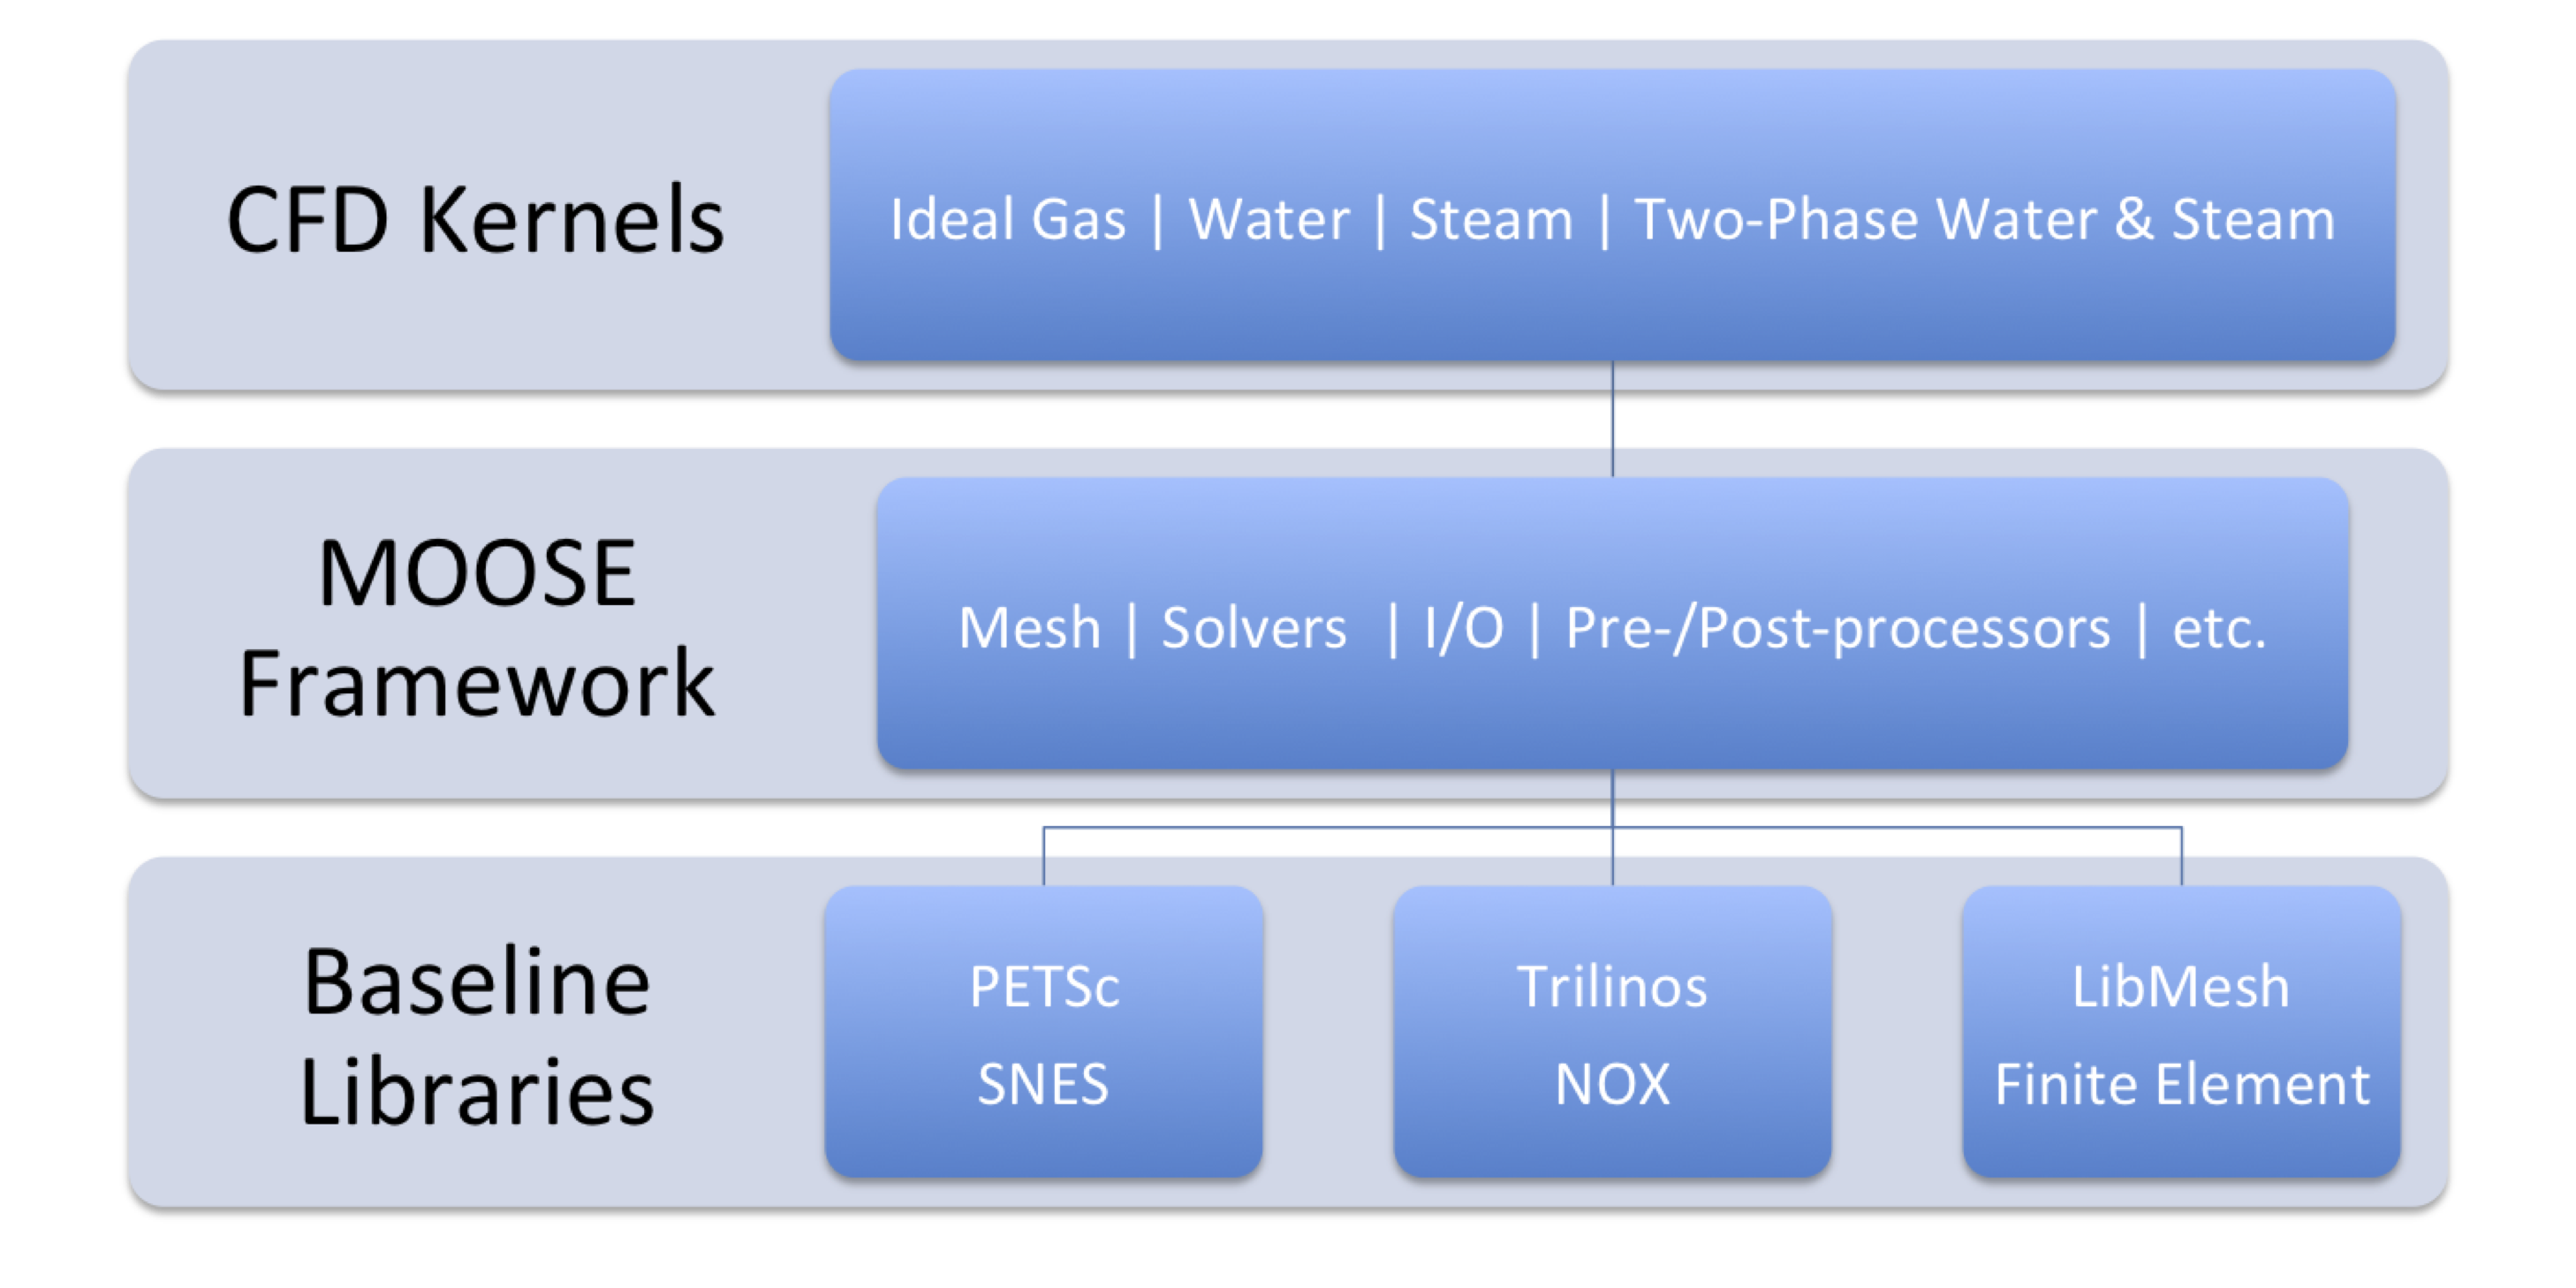 CFD Kernels
Ideal Gas | Water | Steam | Two-Phase Water & Steam
MOOSE
Framework
Mesh | Solvers | I/O | Pre-/Post-processors | etc.
Baseline
Libraries
PETSc
SNES
Trilinos
NOX
LibMesh
Finite Element